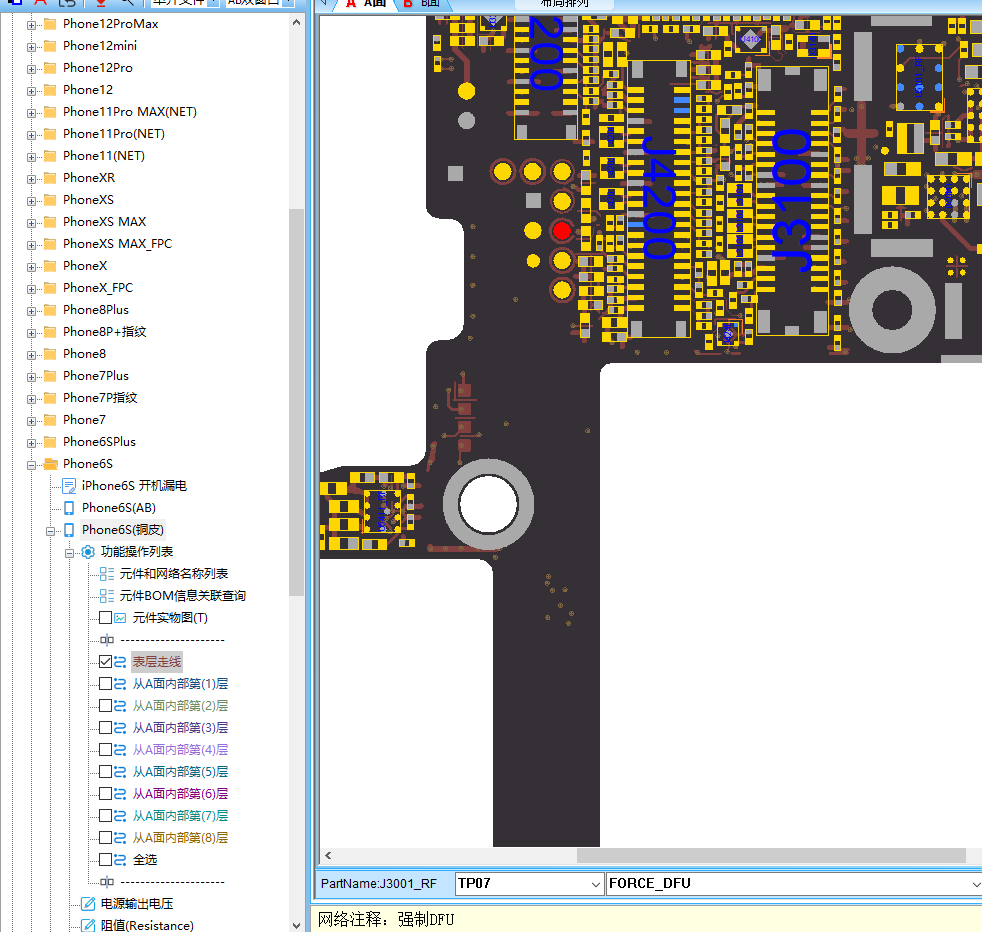 A A面
B B面
布局排列
Phone12ProMax
Phone12mini
Phone12Pro
Phone12
Phone11Pro MAX(NET)
Phone11Pro(NET)
Phone11(NET)
PhoneXR
PhoneXS
PhoneXS MAX
PhoneXS MAX_FPC
PhoneX
PhoneX_FPC
Phone8Plus
Phone8P+指纹
Phone8
Phone7Plus
Phone7P指纹
Phone7
Phone6SPlus
Phone6S
iPhone6S 开机漏电
Phone6S(AB)
Phone6S(铜皮)
功能操作列表
元件和网络名称列表
元件BOM信息关联查询
元件实物图(T)
--------------------
表层走线
从A面内部第(1)层
从A面内部第(2)层
从A面内部第(3)层
从A面内部第(4)层
从A面内部第(5)层
从A面内部第(6)层
从A面内部第(7)层
从A面内部第(8)层
全选
--------------------
电源输出电压
阻值(Resistance)
200
J4200
J3100
PartName:J3001_RF
TP07
FORCE_DFU
网络注释：强制DFU